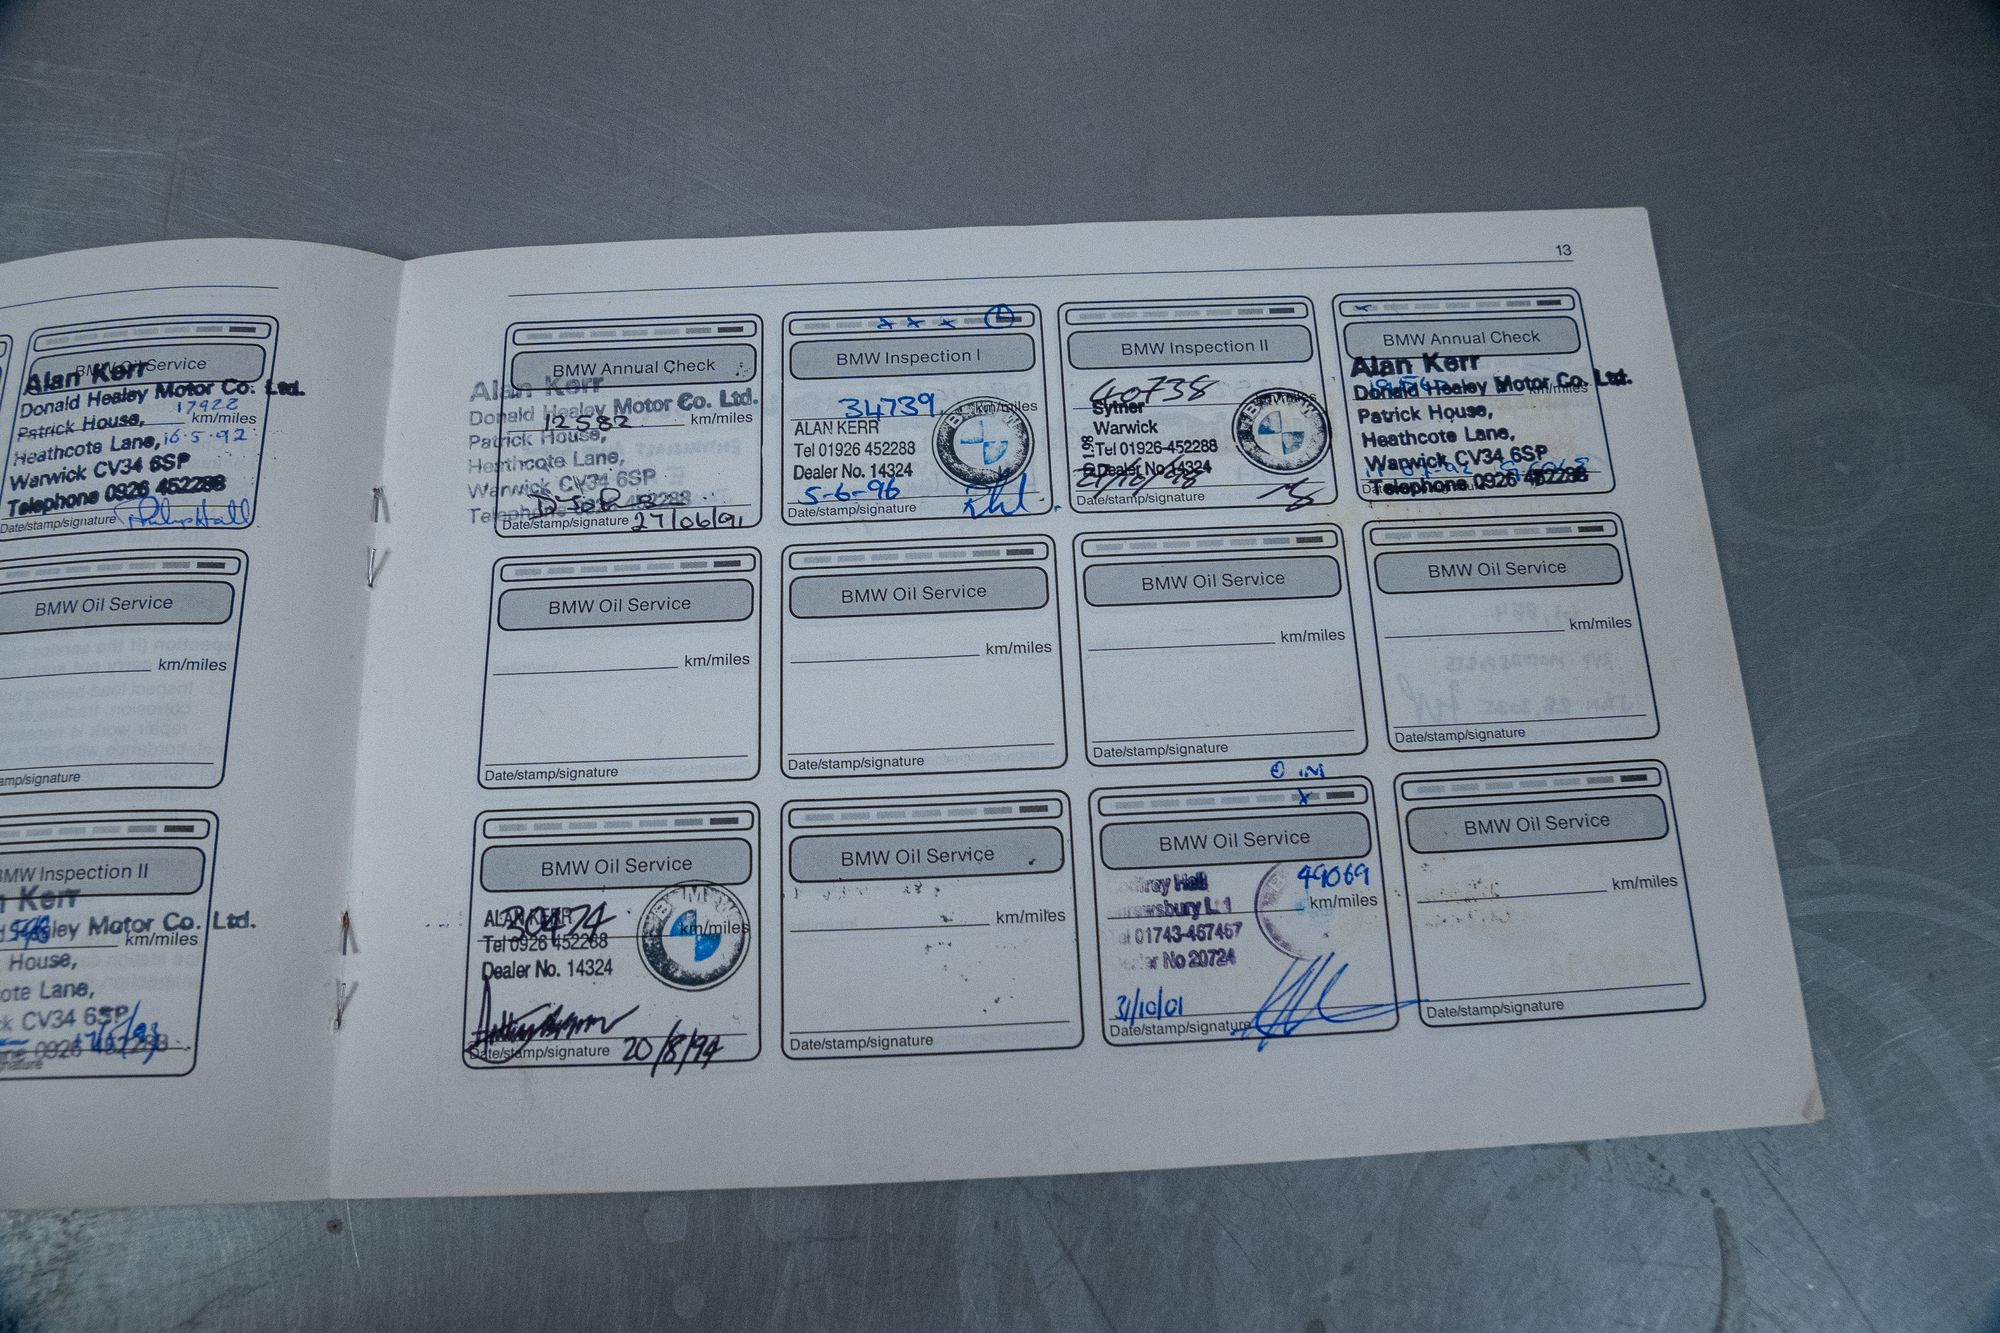 13
BMW Oil Service
Alan Kerr
Donald Healey Motor Co. Ltd.
17922
Patrick House, km/miles
Heathcote Lane, 16.5.92
Warwick CV34 6SP
Telephone 0926 452288
Date/stamp/signature
BMW Oil Service
km/miles
BMW Inspection II
Kerr
Motor Co. Ltd.
km/miles
House,
Lane,
CV34 6SP
0926 452288
BMW Annual Check
Alan Kerr
Donald Healey Motor Co. Ltd.
12582 km/miles
Patrick House,
Heathcote Lane,
Warwick CV34 6SP
Date/stamp/signature 27/06/91
BMW Inspection I
34739 km/miles
ALAN KERR
Tel 01926 452288
Dealer No. 14324
BMW
5-6-96
Date/stamp/signature
BMW Inspection II
40738
Sytner
Warwick
Tel 01926-452288
Dealer No. 14324
BMW
Date/stamp/signature
BMW Annual Check
Alan Kerr
Donald Healey Motor Co. Ltd.
Patrick House,
Heathcote Lane,
Warwick CV34 6SP
Telephone 0926 452288
BMW Oil Service
km/miles
Date/stamp/signature
BMW Oil Service
km/miles
Date/stamp/signature
BMW Oil Service
km/miles
Date/stamp/signature
BMW Oil Service
km/miles
Date/stamp/signature
BMW Oil Service
30474
ALAN KERR
km/miles
Tel 0926 452288
Dealer No. 14324
BMW
Date/stamp/signature 20/8/94
BMW Oil Service
km/miles
Date/stamp/signature
BMW Oil Service
49069
km/miles
01743-467467
No 20724
31/10/01
Date/stamp/signature
BMW Oil Service
km/miles
Date/stamp/signature